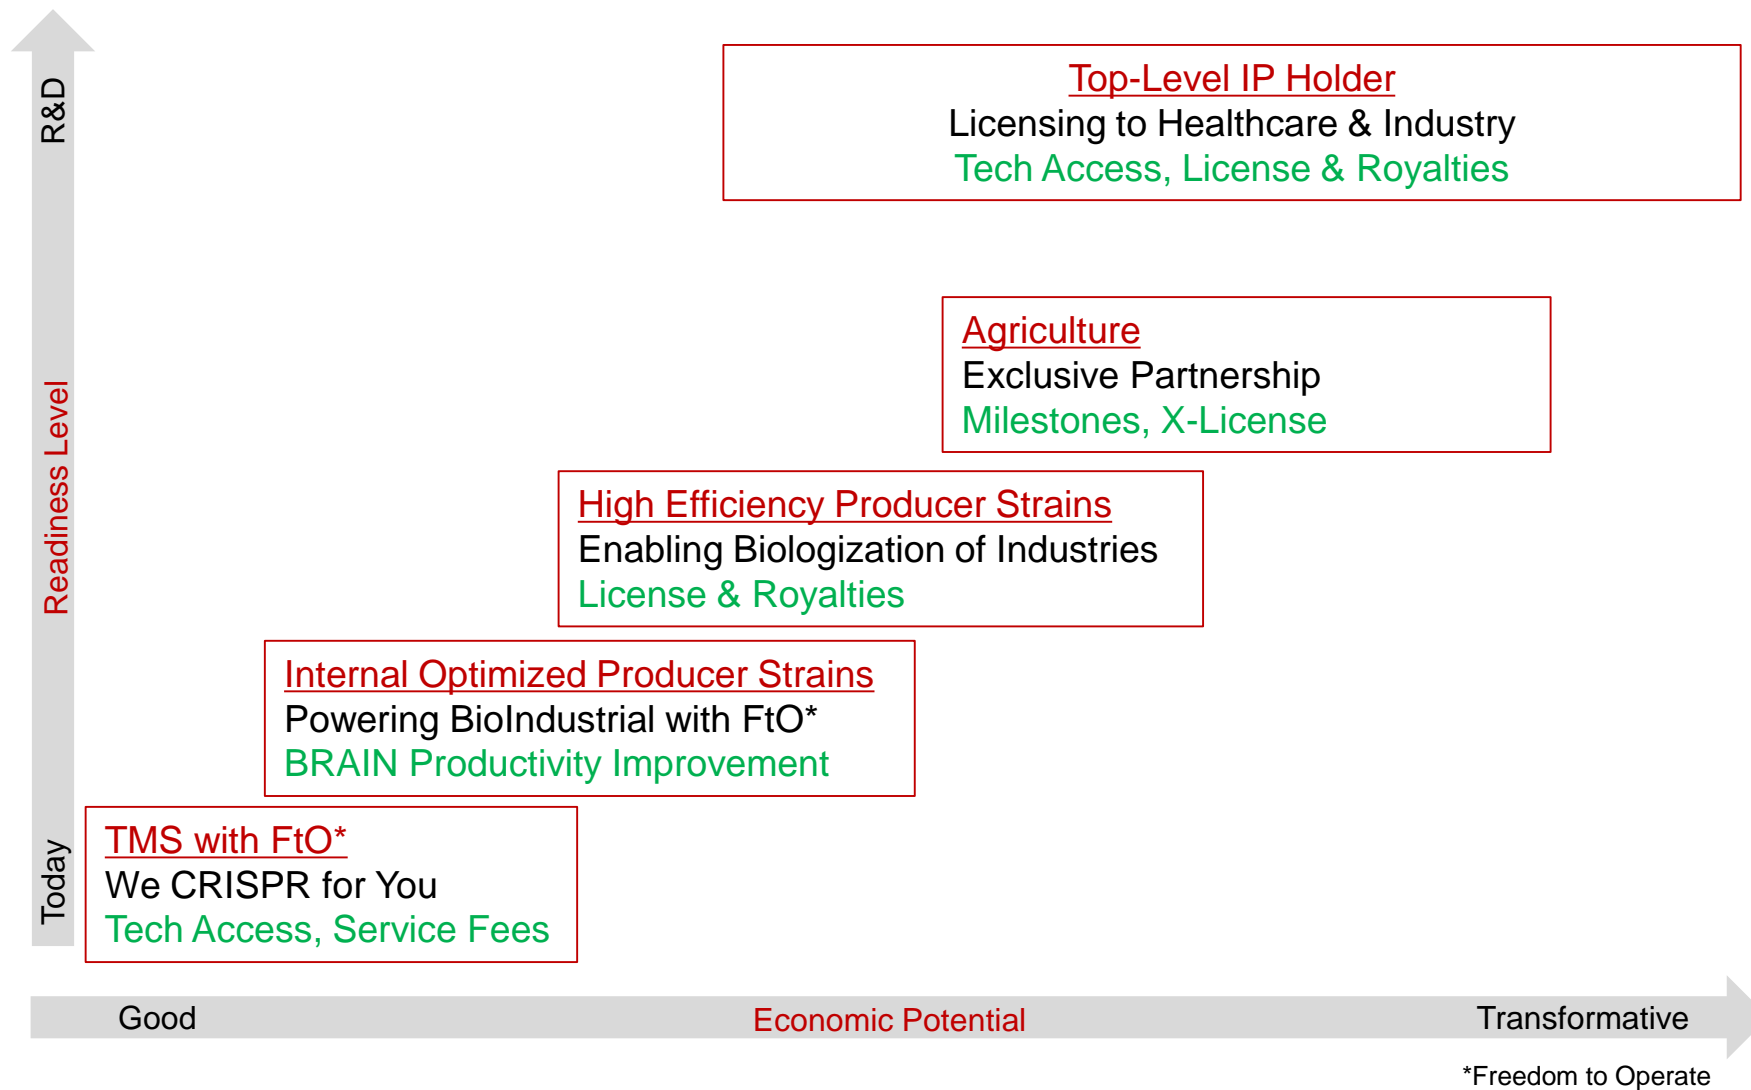 R&D
Readiness Level
Today
Top-Level IP Holder
Licensing to Healthcare & Industry
Tech Access, License & Royalties
Agriculture
Exclusive Partnership
Milestones, X-License
High Efficiency Producer Strains
Enabling Biologization of Industries
License & Royalties
Internal Optimized Producer Strains
Powering BioIndustrial with FtO*
BRAIN Productivity Improvement
TMS with FtO*
We CRISPR for You
Tech Access, Service Fees
Good
Economic Potential
Transformative
*Freedom to Operate